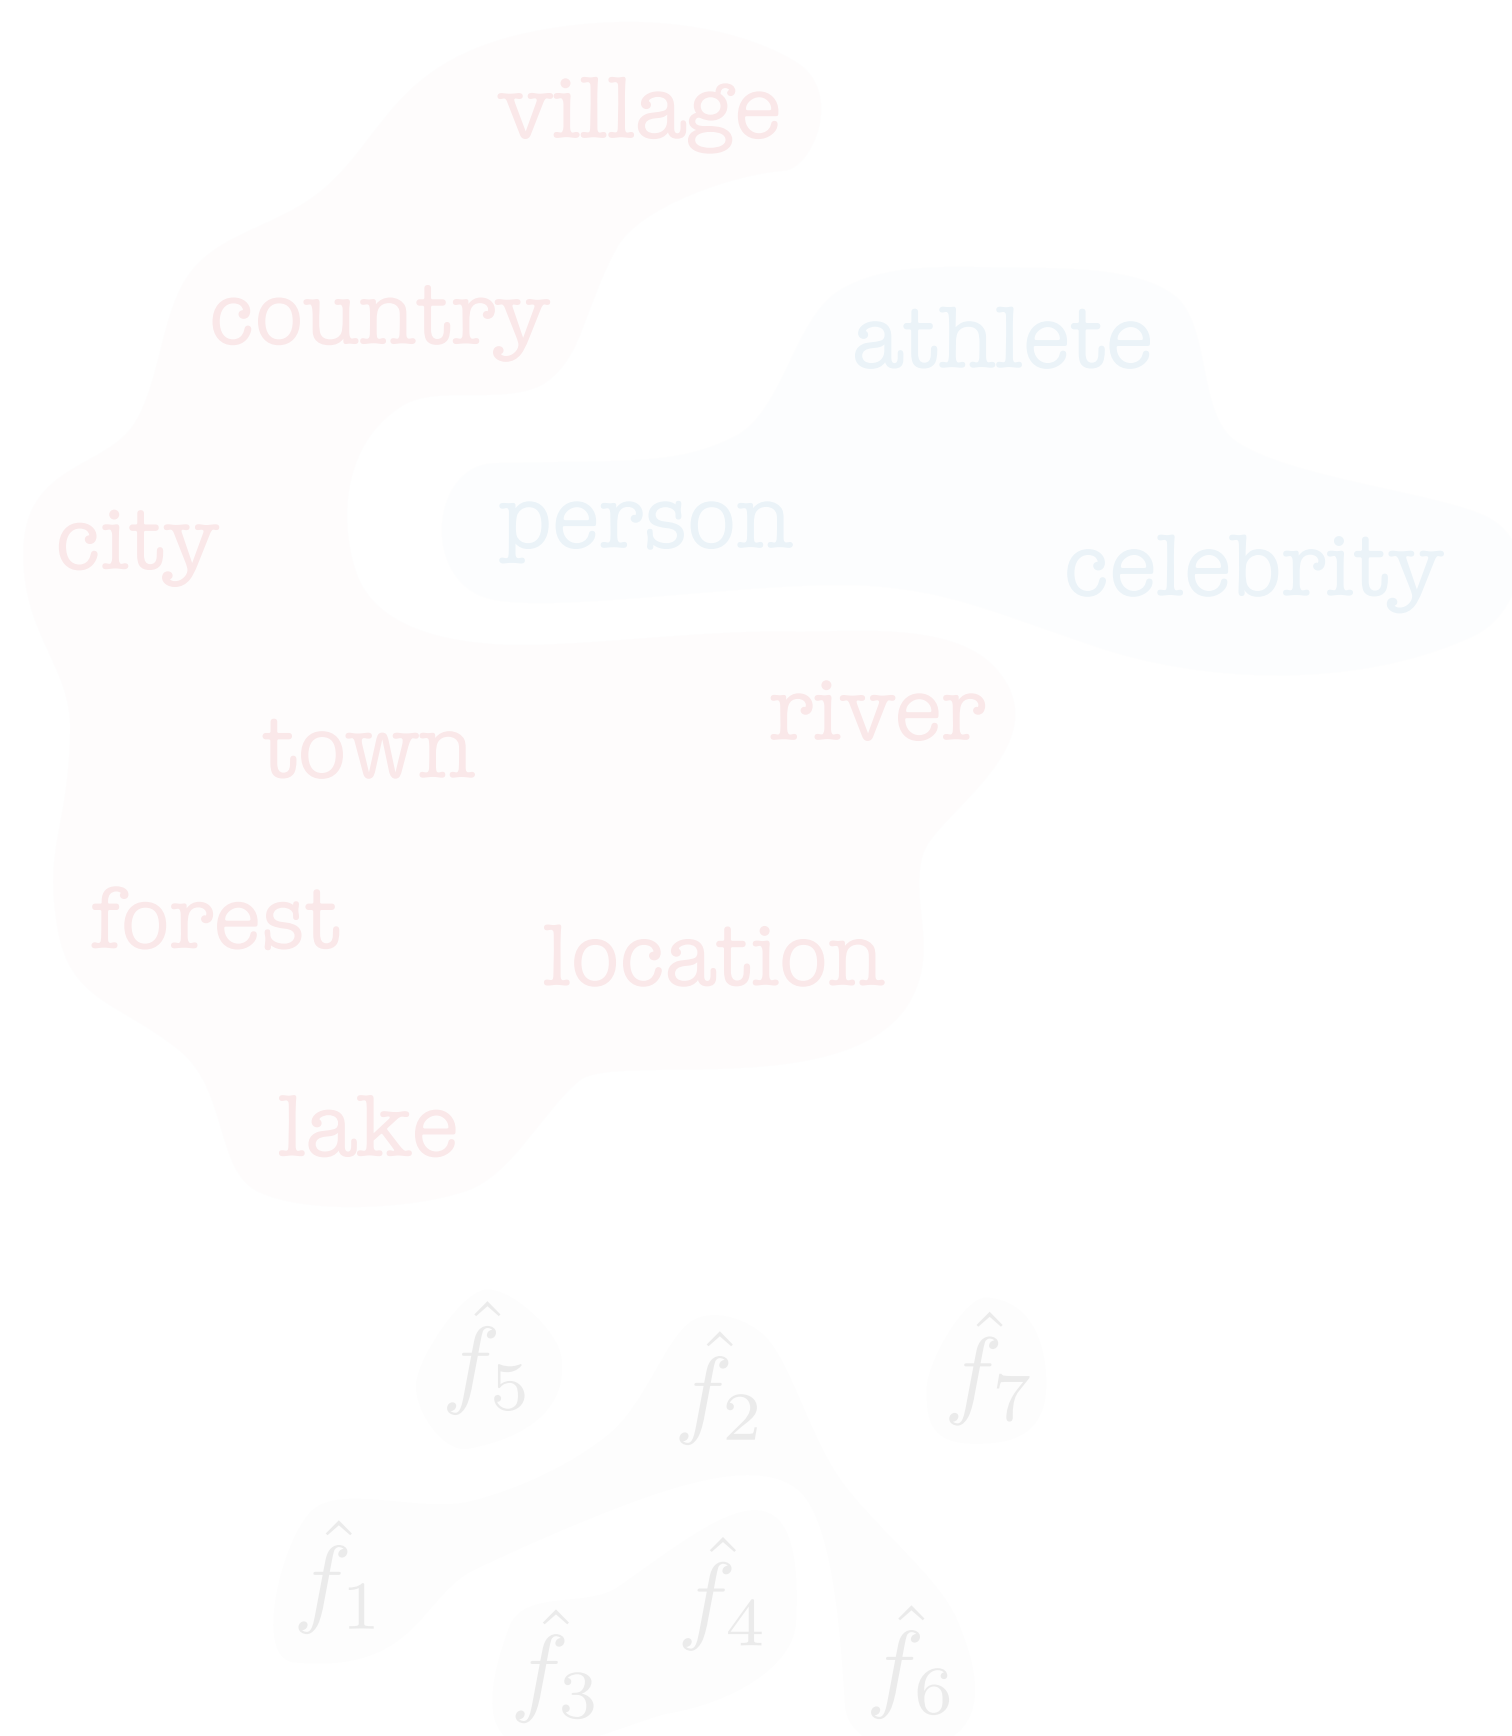 village
country
athlete
person
city
celebrity
river
town
forest
location
lake
f̂₅
f̂₂
f̂₇
f̂₁
f̂₄
f̂₃
f̂₆